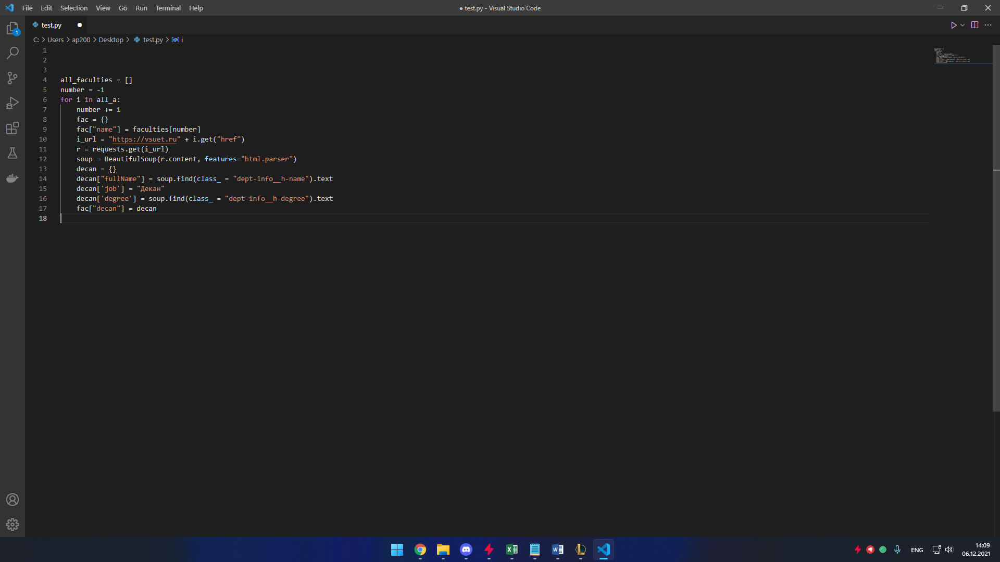 File Edit Selection View Go Run Terminal Help
● test.py - Visual Studio Code
test.py ●
C: > Users > ap200 > Desktop > test.py > i
1
1
2
3
4 all_faculties = []
5 number = -1
6 for i in all_a:
7 number += 1
8 fac = {}
9 fac["name"] = faculties[number]
10 i_url = "https://vsuet.ru" + i.get("href")
11 r = requests.get(i_url)
12 soup = BeautifulSoup(r.content, features="html.parser")
13 decan = {}
14 decan["fullName"] = soup.find(class_ = "dept-info__h-name").text
15 decan['job'] = "Декан"
16 decan['degree'] = soup.find(class_ = "dept-info__h-degree").text
17 fac["decan"] = decan
18
ENG
14:09
06.12.2021